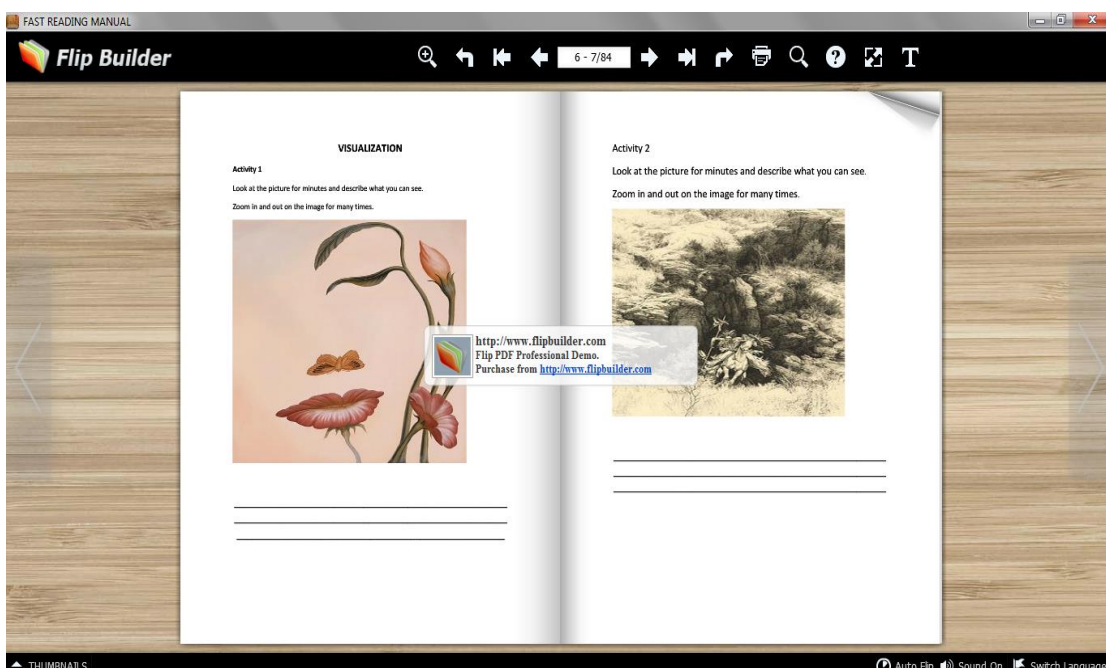 FAST READING MANUAL
Flip Builder
6 - 7/84
?
T
VISUALIZATION
Activity 1
Look at the picture for minutes and describe what you can see.
Zoom in and out on the image for many times.
Activity 2
Look at the picture for minutes and describe what you can see.
Zoom in and out on the image for many times.
http://www.flipbuilder.com
Flip PDF Professional Demo.
Purchase from http://www.flipbuilder.com
THUMBNAILS
Auto Flip Sound On Switch Language